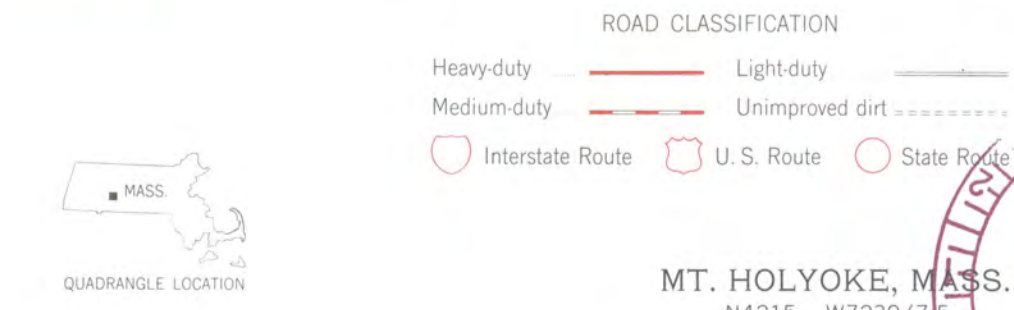 ROAD CLASSIFICATION
Heavy-duty Light-duty
Medium-duty Unimproved dirt
Interstate Route U. S. Route State Route
MASS.
QUADRANGLE LOCATION
MT. HOLYOKE, MASS.